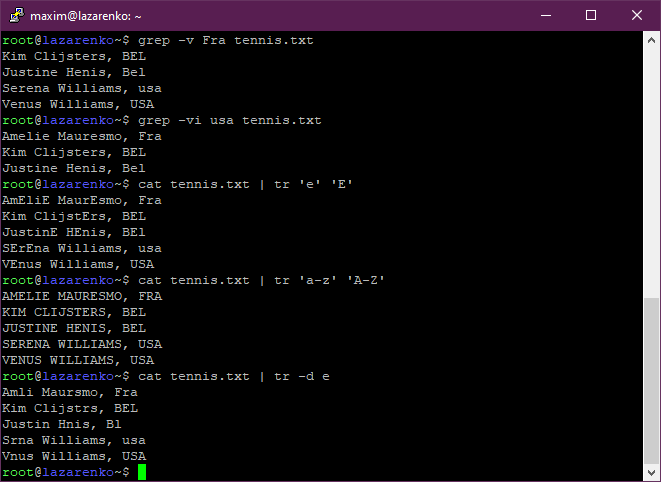 maxim@lazarenko: ~
root@lazarenko~$ grep -v Fra tennis.txt
Kim Clijsters, BEL
Justine Henis, Bel
Serena Williams, usa
Venus Williams, USA
root@lazarenko~$ grep -vi usa tennis.txt
Amelie Mauresmo, Fra
Kim Clijsters, BEL
Justine Henis, Bel
root@lazarenko~$ cat tennis.txt | tr 'e' 'E'
AmEliE MaurEsmo, Fra
Kim ClijstErs, BEL
JustinE HEnis, BEl
SErEna Williams, usa
VEnus Williams, USA
root@lazarenko~$ cat tennis.txt | tr 'a-z' 'A-Z'
AMELIE MAURESMO, FRA
KIM CLIJSTERS, BEL
JUSTINE HENIS, BEL
SERENA WILLIAMS, USA
VENUS WILLIAMS, USA
root@lazarenko~$ cat tennis.txt | tr -d e
Amli Maursmo, Fra
Kim Clijstrs, BEL
Justin Hnis, Bl
Srna Williams, usa
Vnus Williams, USA
root@lazarenko~$